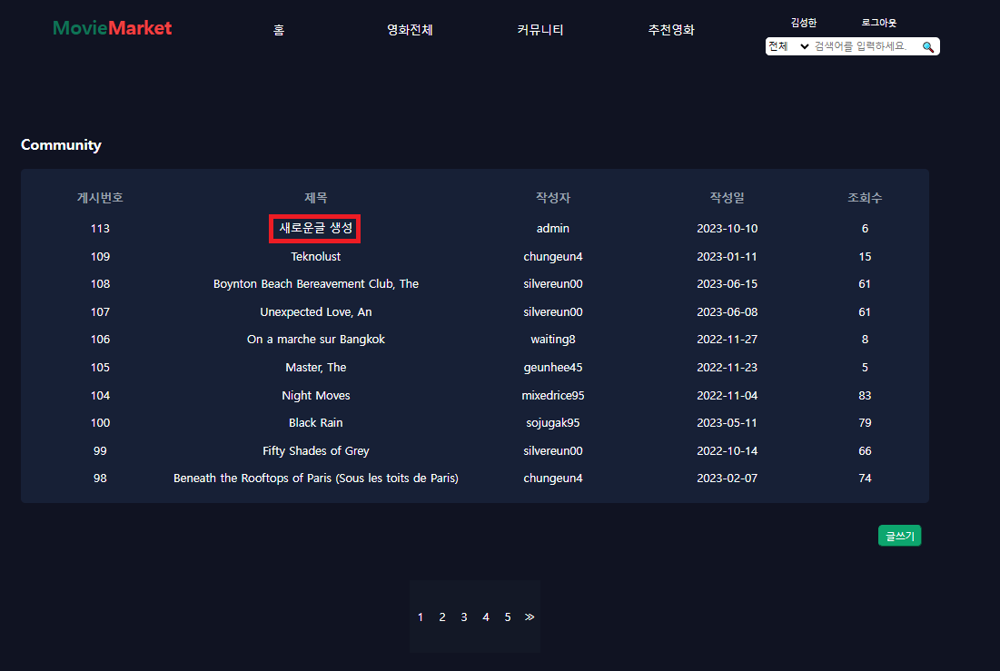 MovieMarket 홈 영화전체 커뮤니티 추천영화 김성한 로그아웃
전체 검색어를 입력하세요.
Community
게시번호 제목 작성자 작성일 조회수
113 새로운글 생성 admin 2023-10-10 6
109 Teknolust chungeun4 2023-01-11 15
108 Boynton Beach Bereavement Club, The silvereun00 2023-06-15 61
107 Unexpected Love, An silvereun00 2023-06-08 61
106 On a marche sur Bangkok waiting8 2022-11-27 8
105 Master, The geunhee45 2022-11-23 5
104 Night Moves mixedrice95 2022-11-04 83
100 Black Rain sojugak95 2023-05-11 79
99 Fifty Shades of Grey silvereun00 2022-10-14 66
98 Beneath the Rooftops of Paris (Sous les toits de Paris) chungeun4 2023-02-07 74
글쓰기
1 2 3 4 5 ≫